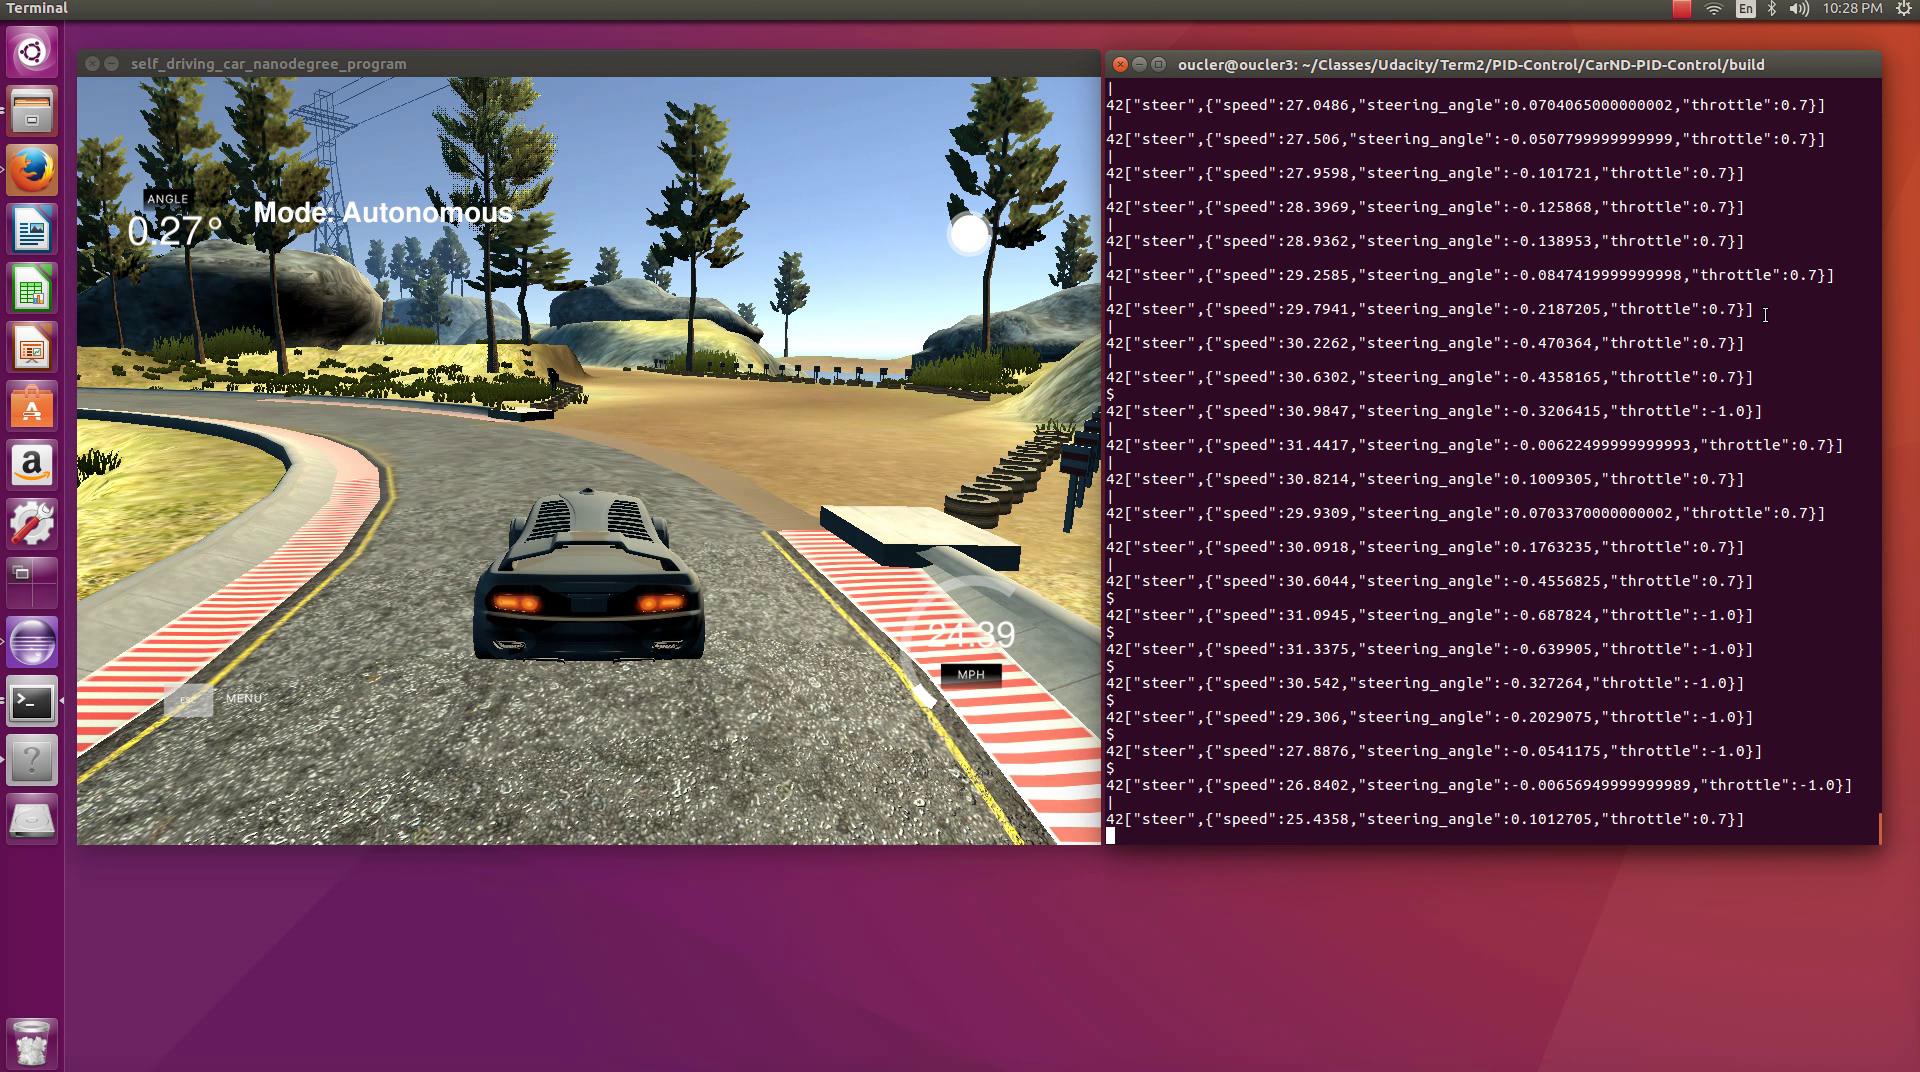 Terminal
En
10:28 PM
self_driving_car_nanodegree_program
ANGLE
0.27°
Mode: Autonomous
24.39
MPH
ESC
MENU
oucler@oucler3: ~/Classes/Udacity/Term2/PID-Control/CarND-PID-Control/build
|
42["steer",{"speed":27.0486,"steering_angle":0.0704065000000002,"throttle":0.7}]
|
42["steer",{"speed":27.506,"steering_angle":-0.0507799999999999,"throttle":0.7}]
|
42["steer",{"speed":27.9598,"steering_angle":-0.101721,"throttle":0.7}]
|
42["steer",{"speed":28.3969,"steering_angle":-0.125868,"throttle":0.7}]
|
42["steer",{"speed":28.9362,"steering_angle":-0.138953,"throttle":0.7}]
|
42["steer",{"speed":29.2585,"steering_angle":-0.0847419999999998,"throttle":0.7}]
|
42["steer",{"speed":29.7941,"steering_angle":-0.2187205,"throttle":0.7}]
|
42["steer",{"speed":30.2262,"steering_angle":-0.470364,"throttle":0.7}]
|
42["steer",{"speed":30.6302,"steering_angle":-0.4358165,"throttle":0.7}]
$
42["steer",{"speed":30.9847,"steering_angle":-0.3206415,"throttle":-1.0}]
|
42["steer",{"speed":31.4417,"steering_angle":-0.00622499999999993,"throttle":0.7}]
|
42["steer",{"speed":30.8214,"steering_angle":0.1009305,"throttle":0.7}]
|
42["steer",{"speed":29.9309,"steering_angle":0.0703370000000002,"throttle":0.7}]
|
42["steer",{"speed":30.0918,"steering_angle":0.1763235,"throttle":0.7}]
|
42["steer",{"speed":30.6044,"steering_angle":-0.4556825,"throttle":0.7}]
$
42["steer",{"speed":31.0945,"steering_angle":-0.687824,"throttle":-1.0}]
$
42["steer",{"speed":31.3375,"steering_angle":-0.639905,"throttle":-1.0}]
$
42["steer",{"speed":30.542,"steering_angle":-0.327264,"throttle":-1.0}]
$
42["steer",{"speed":29.306,"steering_angle":-0.2029075,"throttle":-1.0}]
$
42["steer",{"speed":27.8876,"steering_angle":-0.0541175,"throttle":-1.0}]
$
42["steer",{"speed":26.8402,"steering_angle":-0.00656949999999989,"throttle":-1.0}]
|
42["steer",{"speed":25.4358,"steering_angle":0.1012705,"throttle":0.7}]